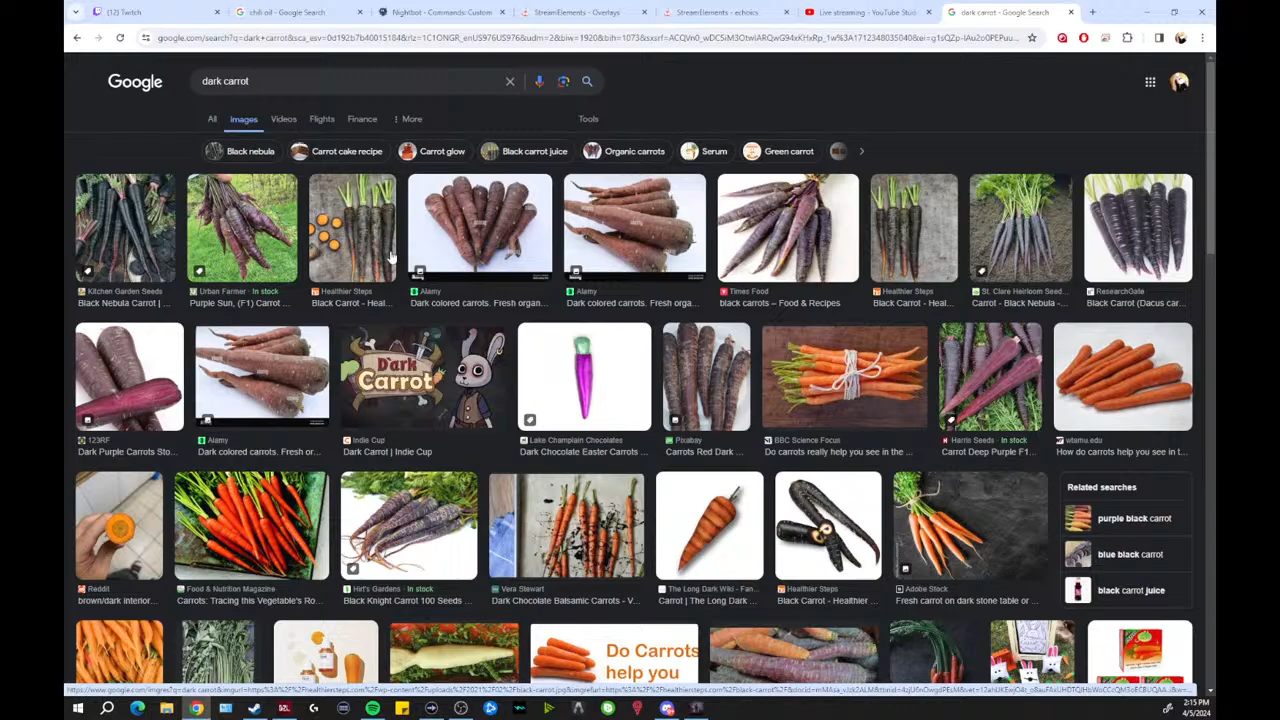 (12) Twitch
chili oil - Google Search
Nightbot - Commands: Custom
StreamElements - Overlays
StreamElements - echoics
Live streaming - YouTube Stud
dark carrot - Google Search
Google
dark carrot
All
Images
Videos
Flights
Finance
More
Tools
Black nebula
Carrot cake recipe
Carrot glow
Black carrot juice
Organic carrots
Serum
Green carrot
Kitchen Garden Seeds
Black Nebula Carrot | ...
Urban Farmer · In stock
Purple Sun, (F1) Carrot ...
Healthier Steps
Black Carrot - Heal...
Alamy
Dark colored carrots. Fresh organ...
Alamy
Dark colored carrots. Fresh orga...
Times Food
black carrots – Food & Recipes
Healthier Steps
Black Carrot - Heal...
St. Clare Heirloom Seed...
Carrot - Black Nebula - ...
ResearchGate
Black Carrot (Dacus car...
Dark
Carrot
123RF
Dark Purple Carrots Sto...
Alamy
Dark colored carrots. Fresh or...
Indie Cup
Dark Carrot | Indie Cup
Lake Champlain Chocolates
Dark Chocolate Easter Carrots ...
Pixabay
Carrots Red Dark ...
BBC Science Focus
Do carrots really help you see in the ...
Harris Seeds · In stock
Carrot Deep Purple F1...
wtamu.edu
How do carrots help you see in t...
Related searches
purple black carrot
blue black carrot
black carrot juice
Reddit
brown/dark interior...
Food & Nutrition Magazine
Carrots: Tracing this Vegetable's Ro...
Hirt's Gardens · In stock
Black Knight Carrot 100 Seeds ...
Vera Stewart
Dark Chocolate Balsamic Carrots - V...
The Long Dark Wiki - Fan...
Carrot | The Long Dark ...
Healthier Steps
Black Carrot - Healthier ...
Adobe Stock
Fresh carrot on dark stone table or ...
Do Carrots
help you
2:15 PM
4/5/2024